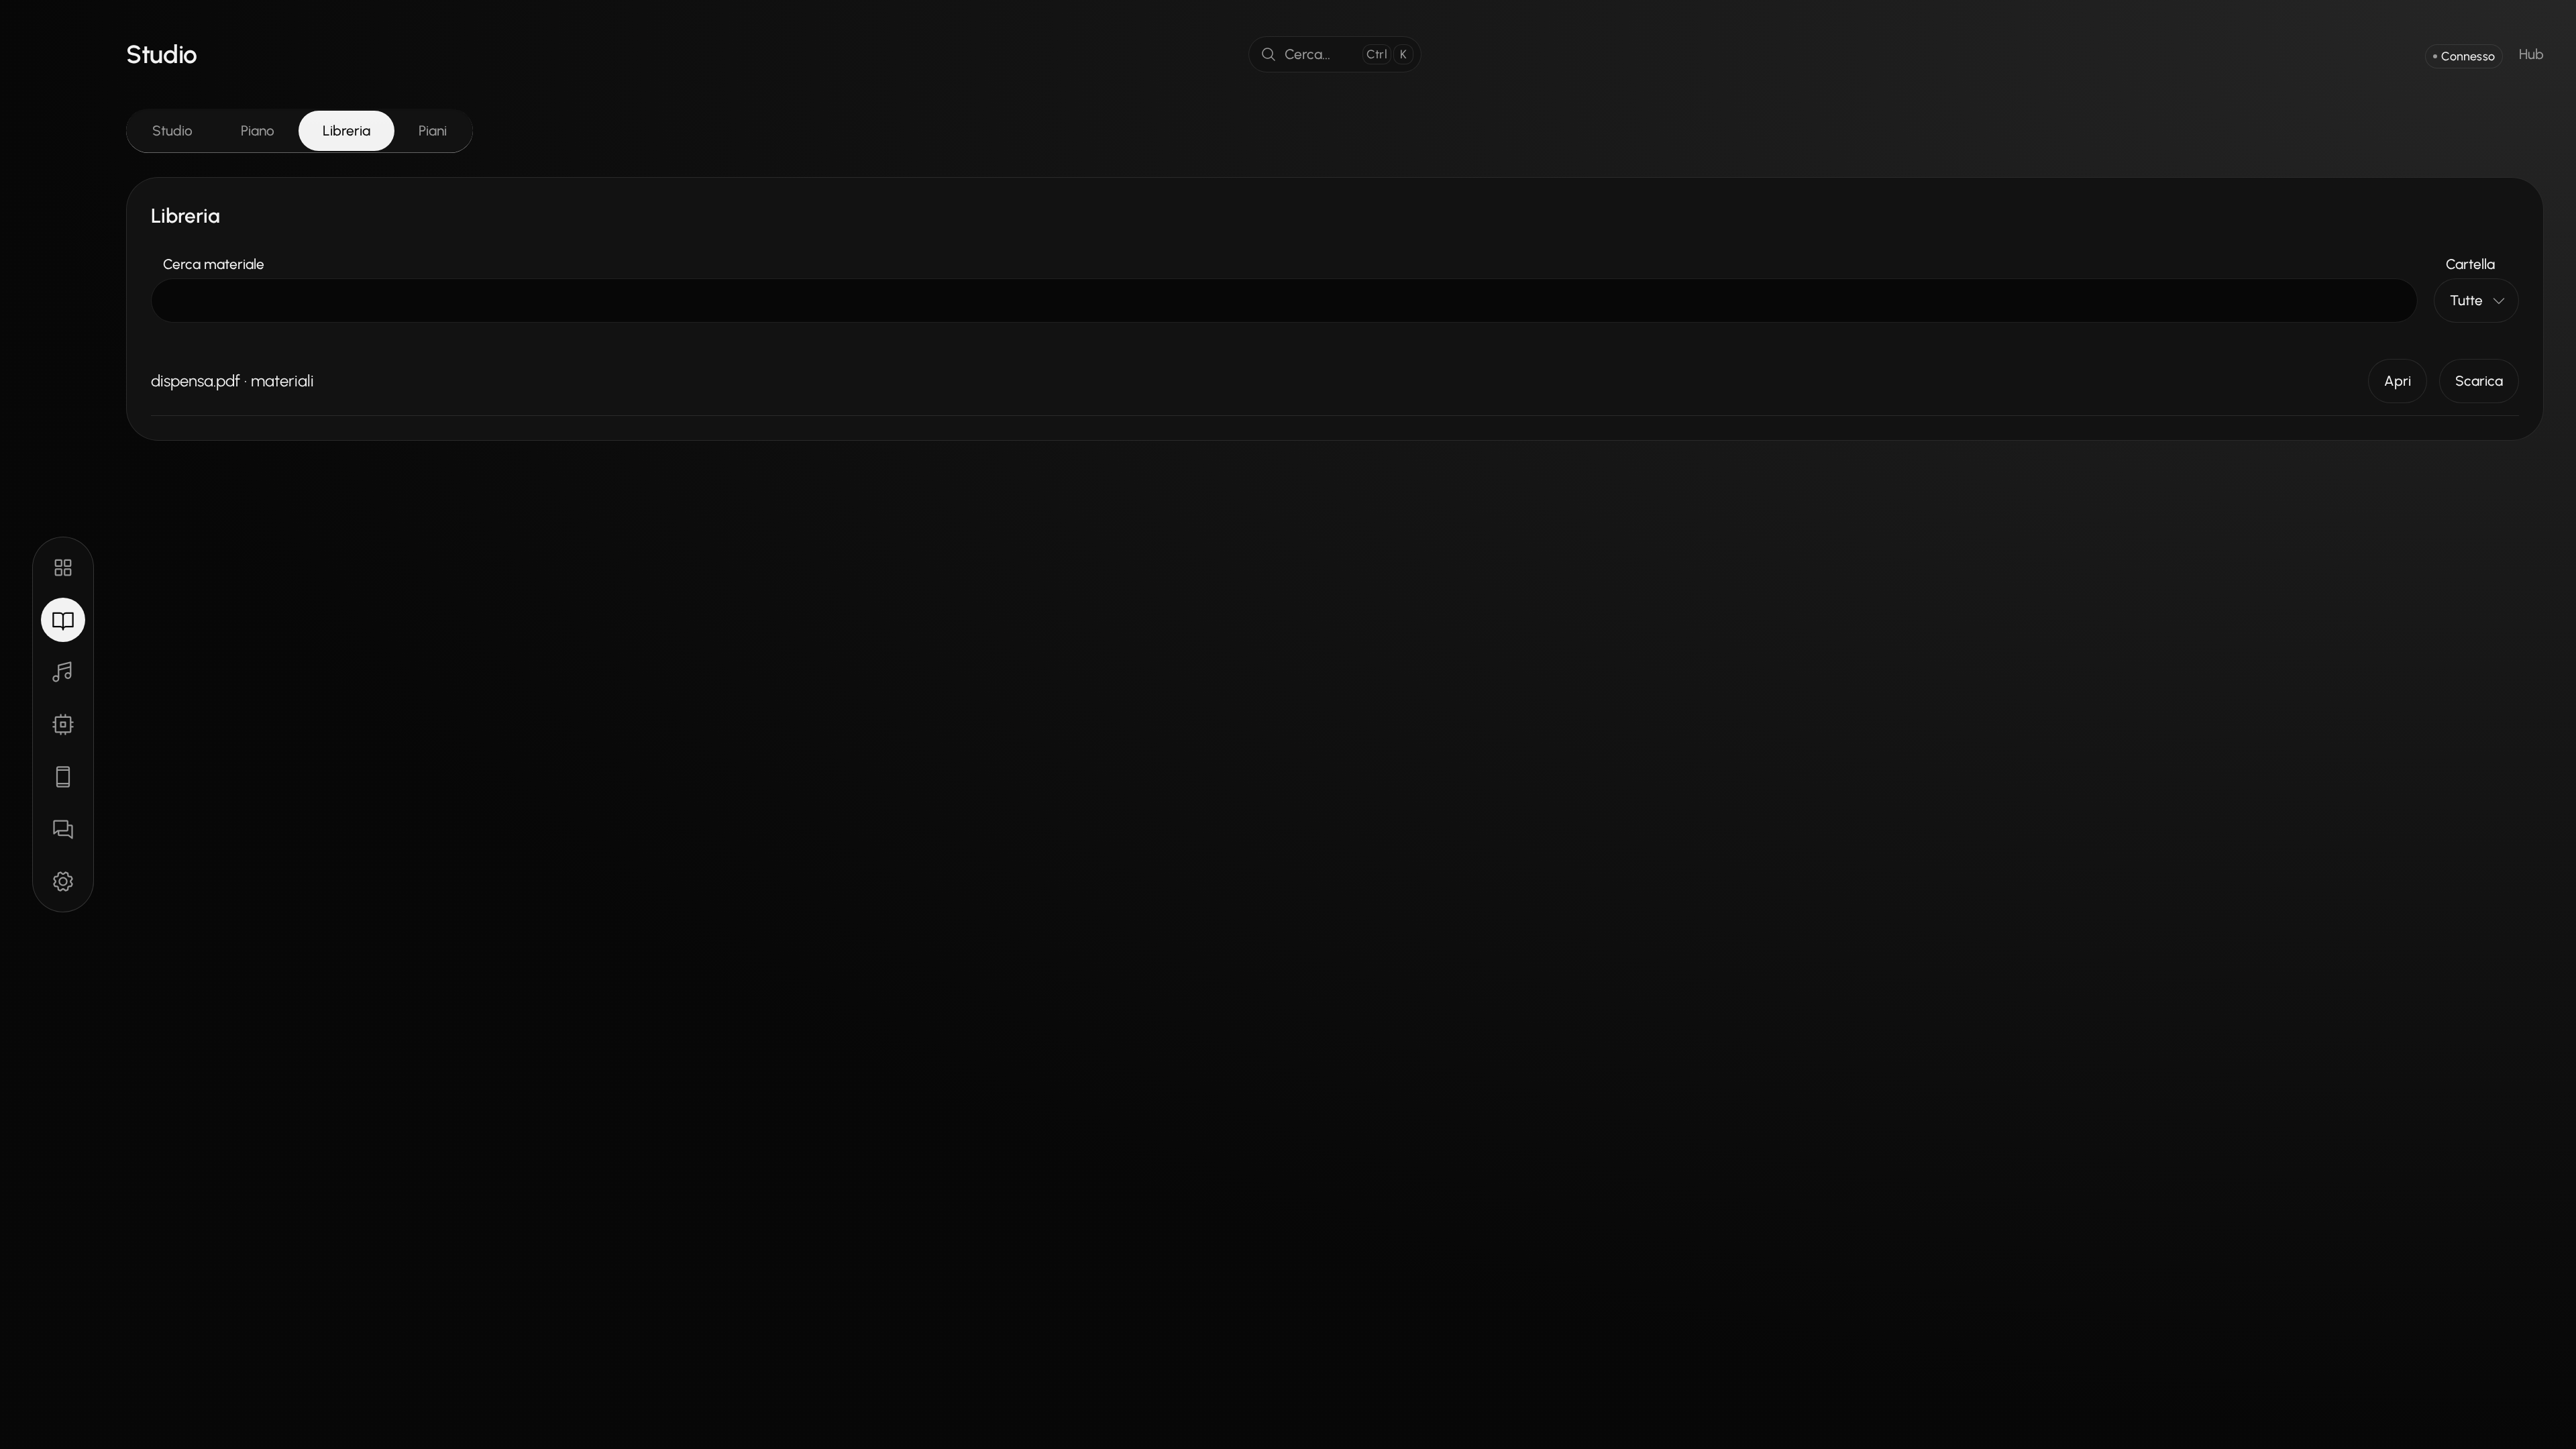 Studio
Cerca... Ctrl K
Connesso Hub
Studio Piano Libreria Piani
Libreria
Cerca materiale Cartella
Tutte
dispensa.pdf · materiali Apri Scarica